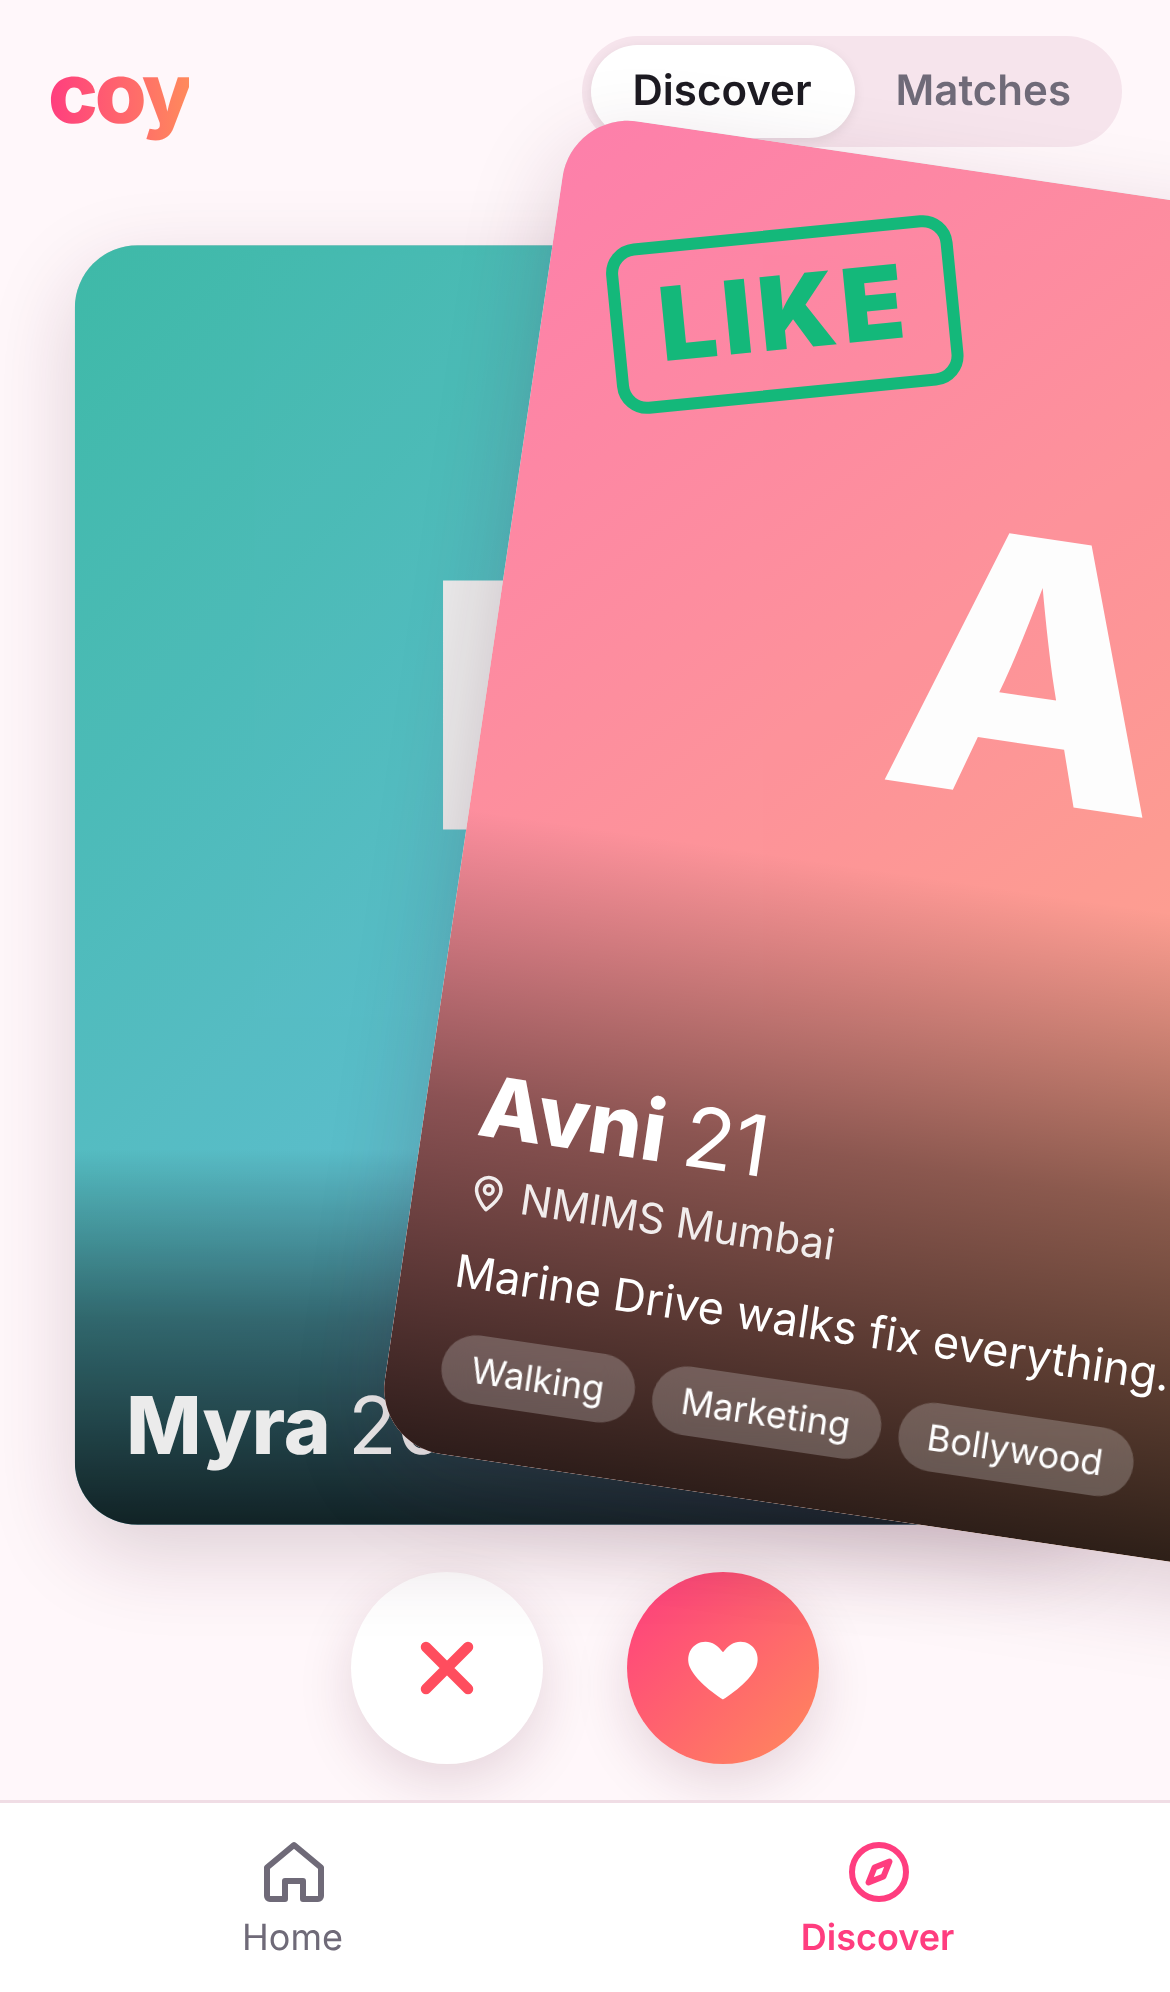 coy
Discover
Matches
LIKE
A
Avni 21
NMIMS Mumbai
Marine Drive walks fix everything.
Walking
Marketing
Bollywood
Myra
Home
Discover